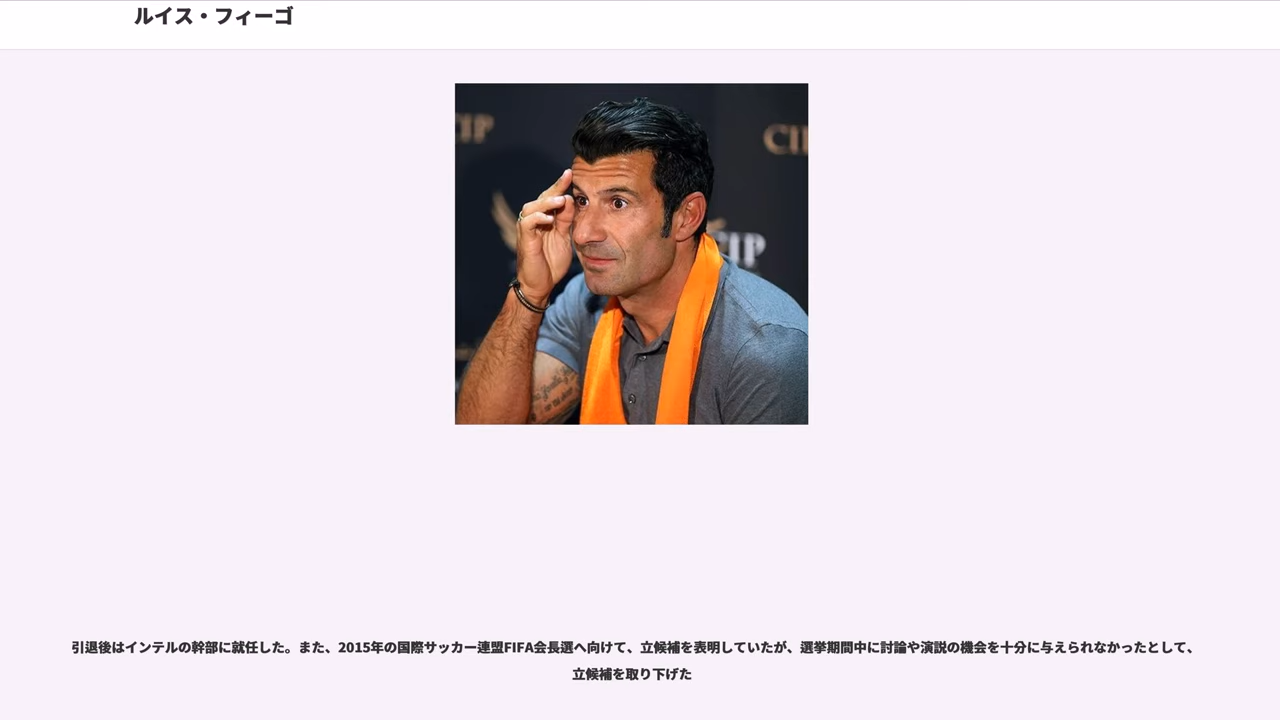 ルイス・フィーゴ
CIP
CI
CIP
引退後はインテルの幹部に就任した。また、2015年の国際サッカー連盟FIFA会長選へ向けて、立候補を表明していたが、選挙期間中に討論や演説の機会を十分に与えられなかったとして、
立候補を取り下げた